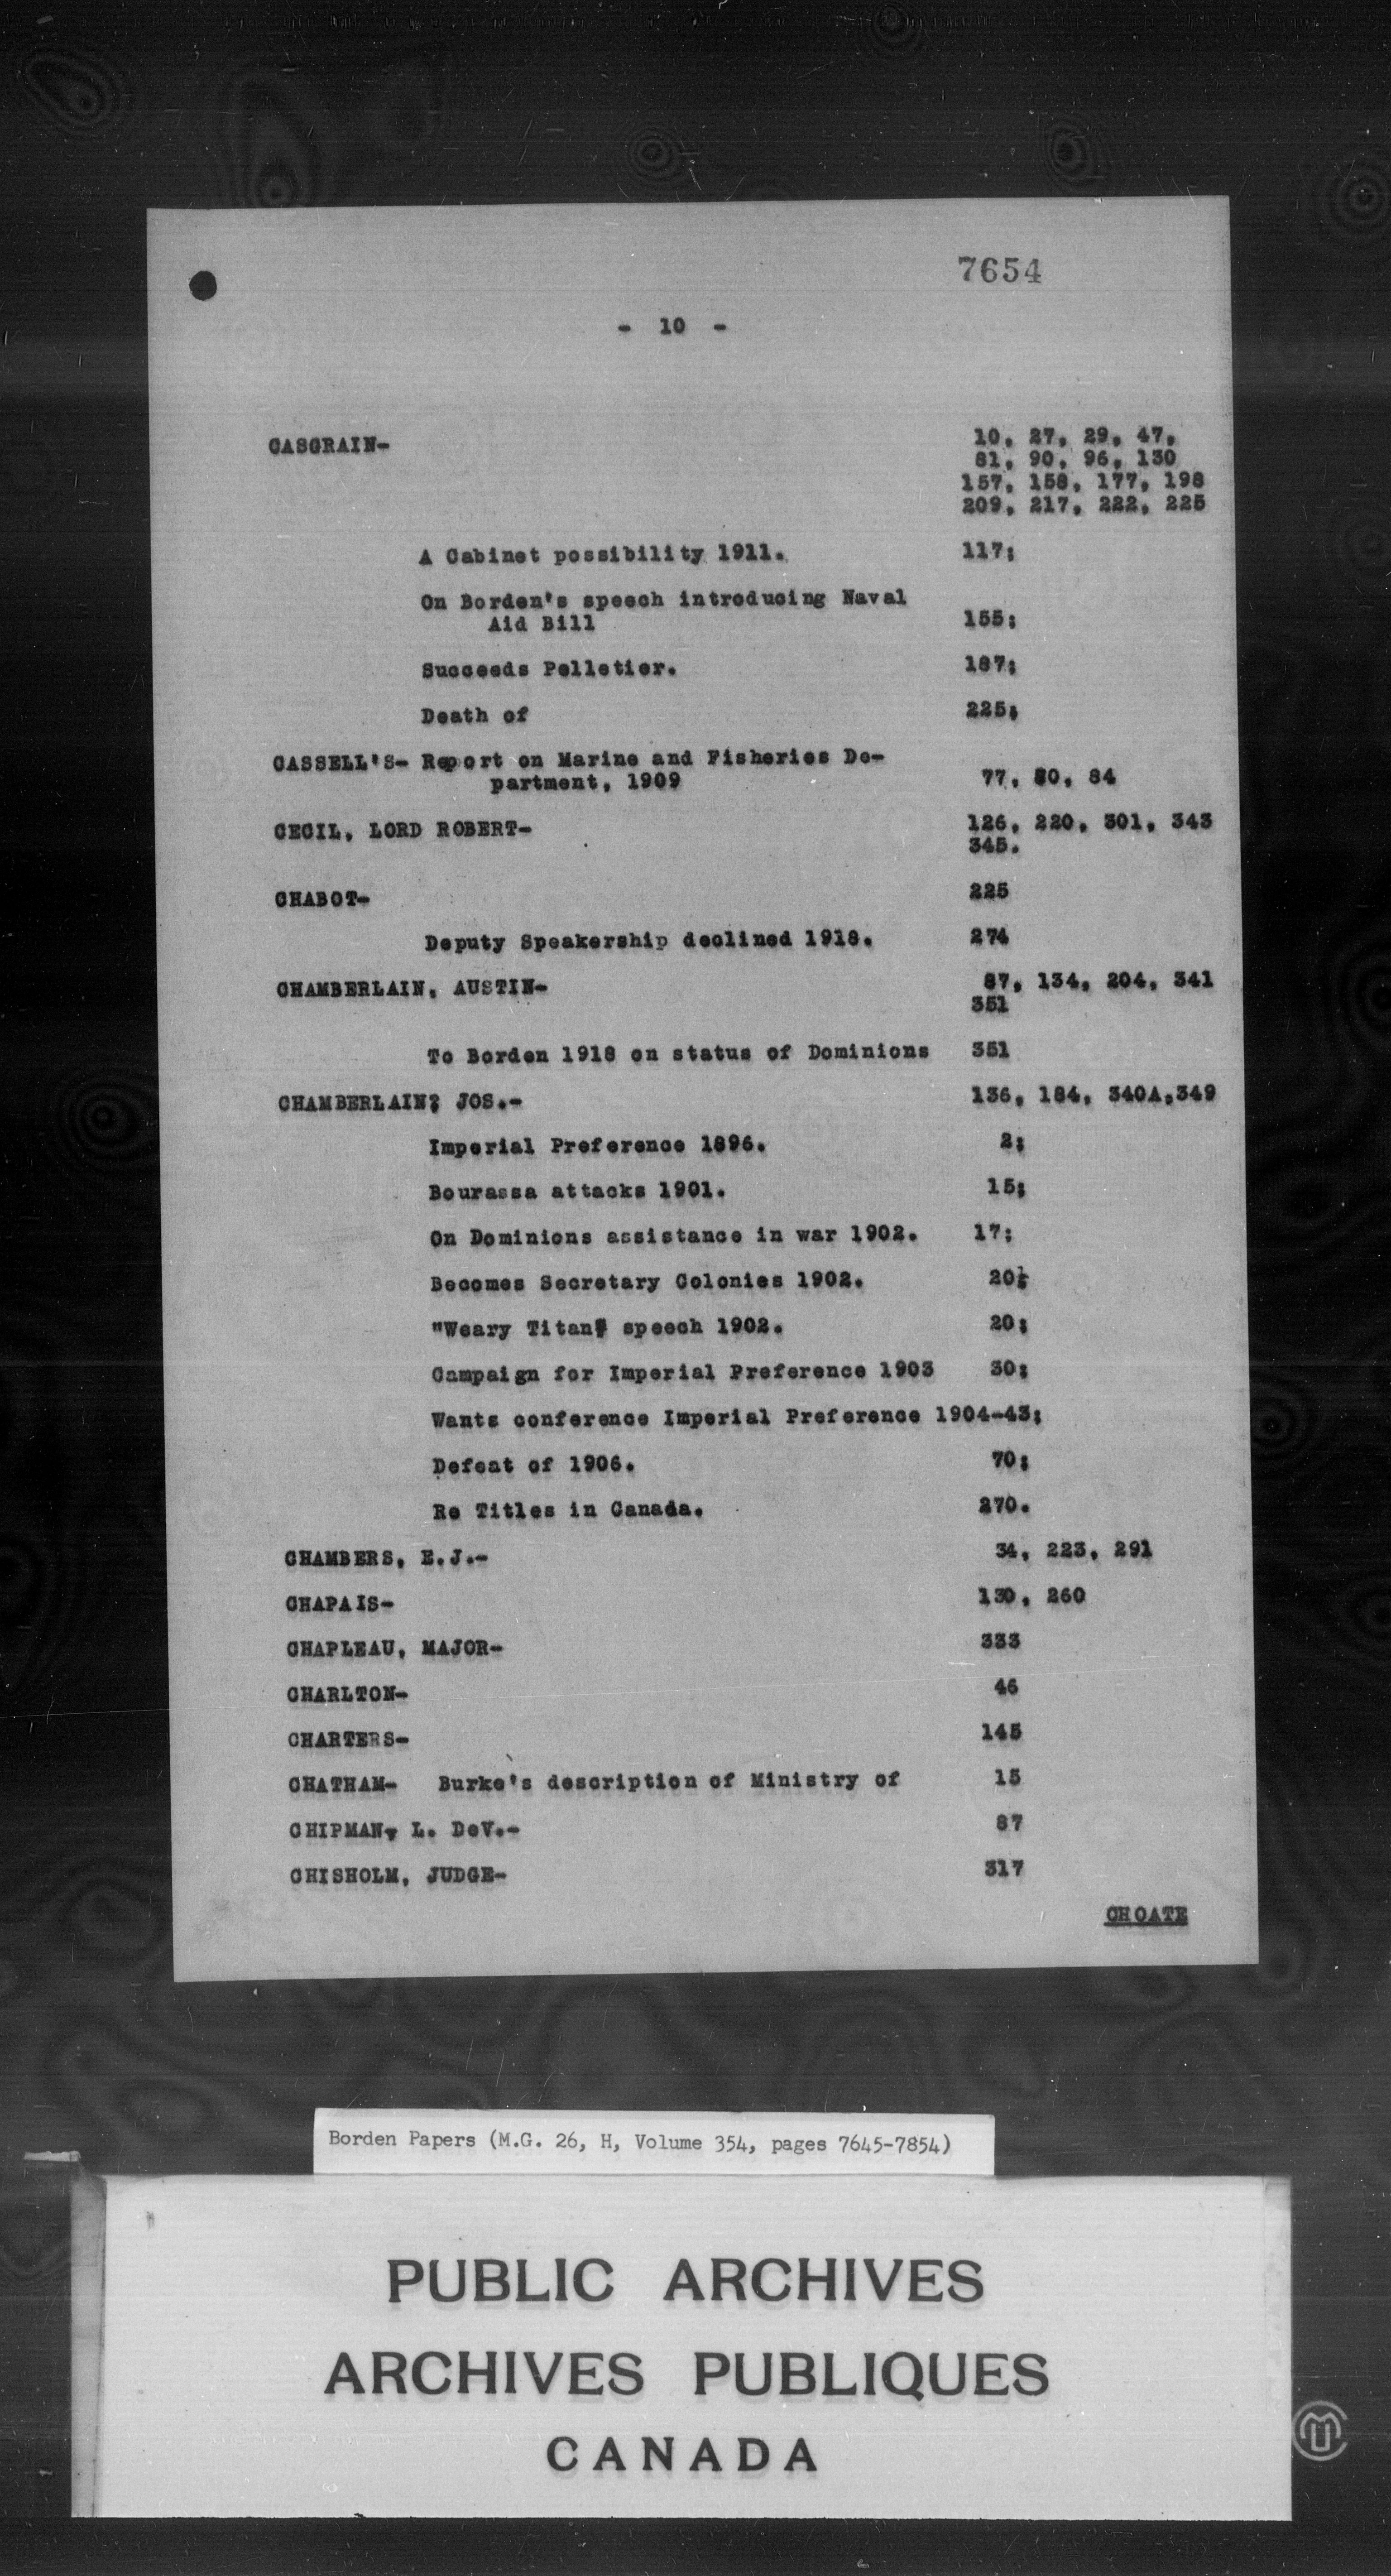 7654
- 10 -
CASGRAIN- 10, 27, 29, 47,
81, 90, 96, 130
157, 158, 177, 198
209, 217, 222, 225
A Cabinet possibility 1911. 117;
On Borden's speech introducing Naval
Aid Bill 155;
Succeeds Pelletier. 187;
Death of 225;
CASSELL'S- Report on Marine and Fisheries De-
partment, 1909 77, 80, 84
CECIL, LORD ROBERT- 126, 220, 301, 343
345.
CHABOT- 225
Deputy Speakership declined 1918. 274
CHAMBERLAIN, AUSTIN- 87, 134, 204, 341
351
To Borden 1918 on status of Dominions 351
CHAMBERLAIN? JOS.- 136, 184, 340A,349
Imperial Preference 1896. 2;
Bourassa attacks 1901. 15;
On Dominions assistance in war 1902. 17;
Becomes Secretary Colonies 1902. 20½
"Weary Titan" speech 1902. 20;
Campaign for Imperial Preference 1903 30;
Wants conference Imperial Preference 1904-43;
Defeat of 1906. 70;
Re Titles in Canada. 270.
CHAMBERS, E.J.- 34, 223, 291
CHAPAIS- 130, 260
CHAPLEAU, MAJOR- 333
CHARLTON- 46
CHARTERS- 145
CHATHAM- Burke's description of Ministry of 15
CHIPMAN, L. DeV.- 87
CHISHOLM, JUDGE- 317
CHOATE
Borden Papers (M.G. 26, H, Volume 354, pages 7645-7854)
PUBLIC ARCHIVES
ARCHIVES PUBLIQUES
CANADA